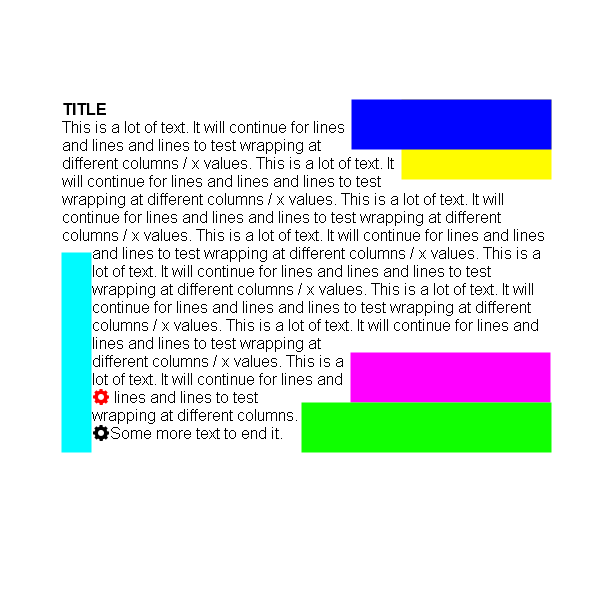 TITLE
This is a lot of text. It will continue for lines
and lines and lines to test wrapping at
different columns / x values. This is a lot of text. It
will continue for lines and lines and lines to test
wrapping at different columns / x values. This is a lot of text. It will
continue for lines and lines and lines to test wrapping at different
columns / x values. This is a lot of text. It will continue for lines and lines
and lines to test wrapping at different columns / x values. This is a
lot of text. It will continue for lines and lines and lines to test
wrapping at different columns / x values. This is a lot of text. It will
continue for lines and lines and lines to test wrapping at different
columns / x values. This is a lot of text. It will continue for lines and
lines and lines to test wrapping at
different columns / x values. This is a
lot of text. It will continue for lines and
lines and lines to test
wrapping at different columns.
Some more text to end it.